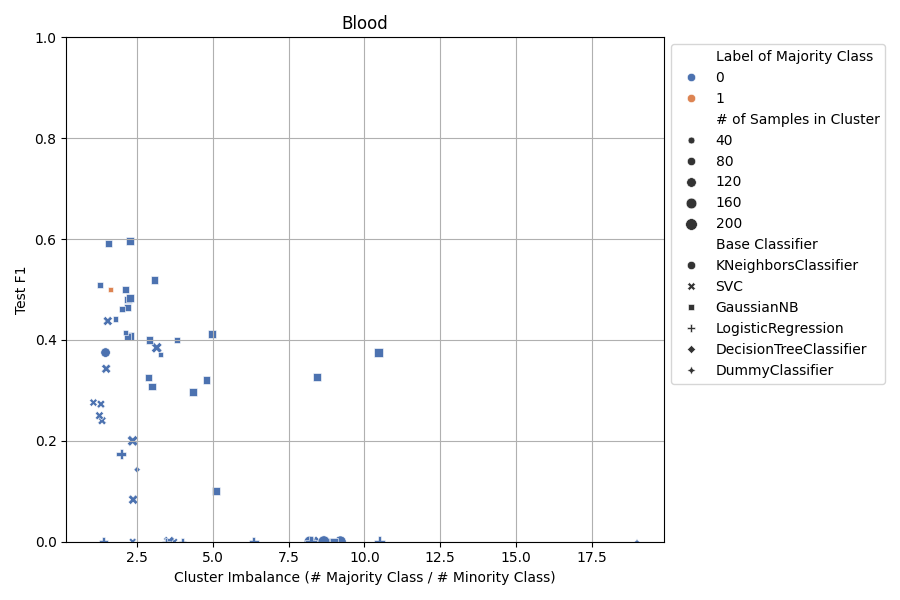 Blood
Test F1
1.0
0.8
0.6
0.4
0.2
0.0
2.5 5.0 7.5 10.0 12.5 15.0 17.5
Cluster Imbalance (# Majority Class / # Minority Class)
Label of Majority Class
0
1
# of Samples in Cluster
40
80
120
160
200
Base Classifier
KNeighborsClassifier
SVC
GaussianNB
LogisticRegression
DecisionTreeClassifier
DummyClassifier